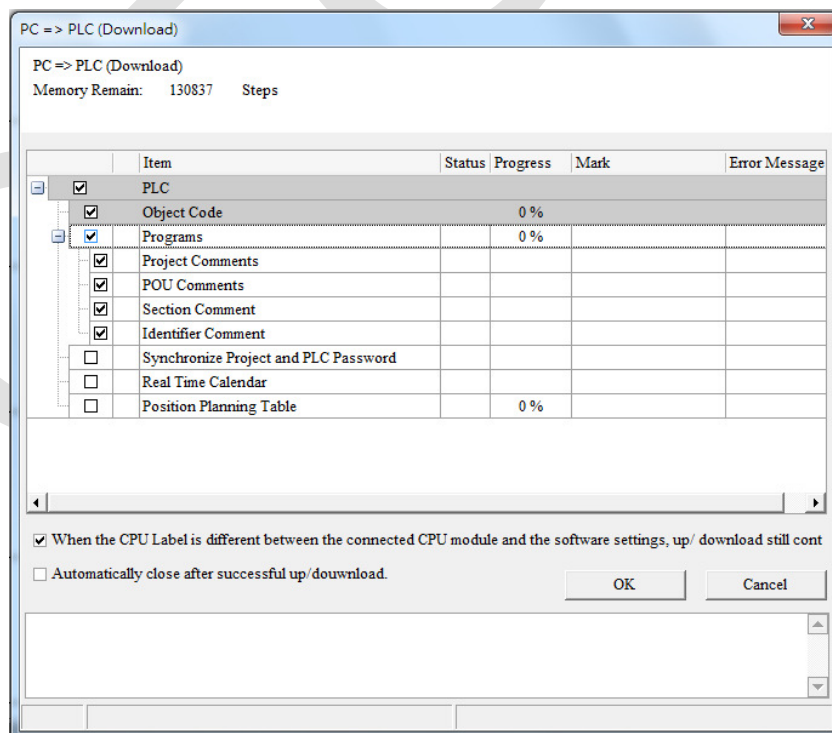 PC => PLC (Download)
PC => PLC (Download)
Memory Remain: 130837 Steps
Item Status Progress Mark Error Message
PLC
Object Code 0 %
Programs 0 %
Project Comments
POU Comments
Section Comment
Identifier Comment
Synchronize Project and PLC Password
Real Time Calendar
Position Planning Table 0 %
When the CPU Label is different between the connected CPU module and the software settings, up/ download still cont
Automatically close after successful up/douwnload.
OK Cancel